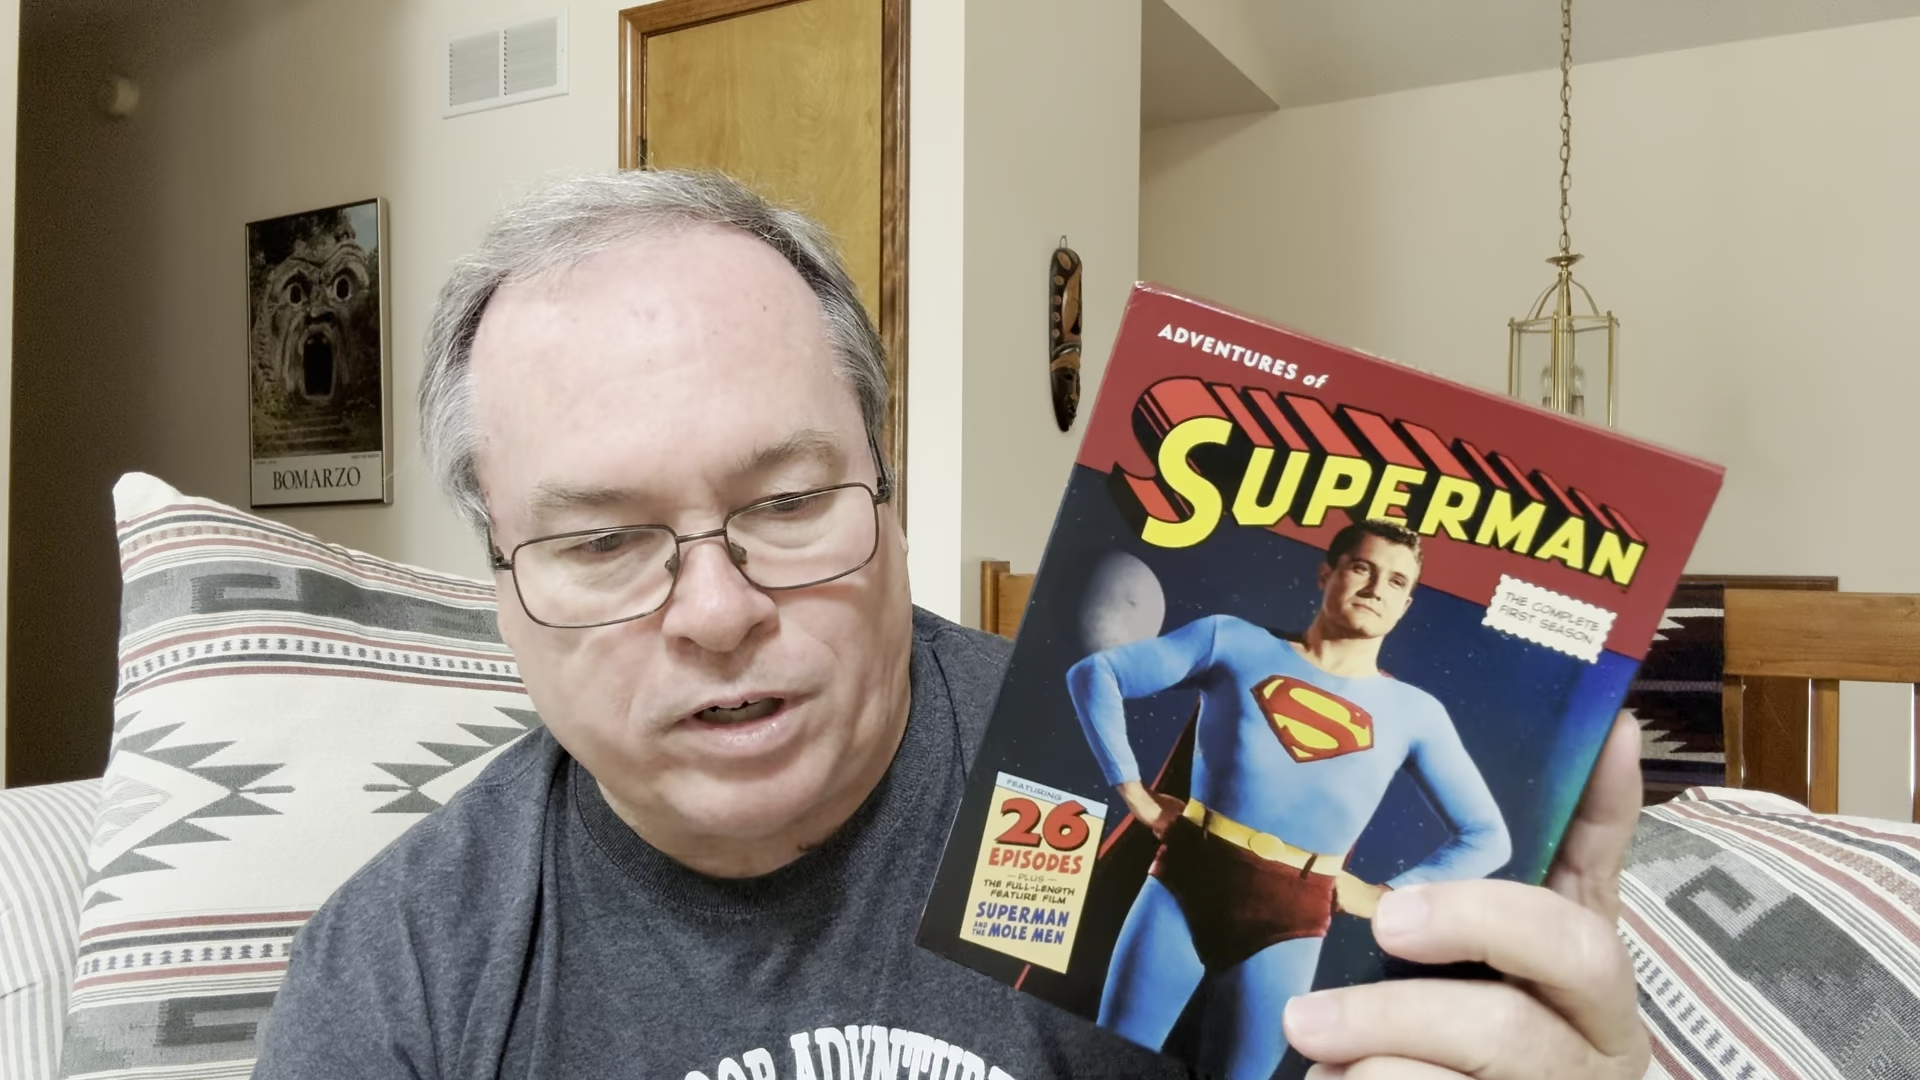 BOMARZO
ADVENTURES of
SUPERMAN
THE COMPLETE
FIRST SEASON
S
FEATURING
26
EPISODES
—PLUS—
THE FULL-LENGTH
FEATURE FILM
SUPERMAN
AND THE MOLE MEN